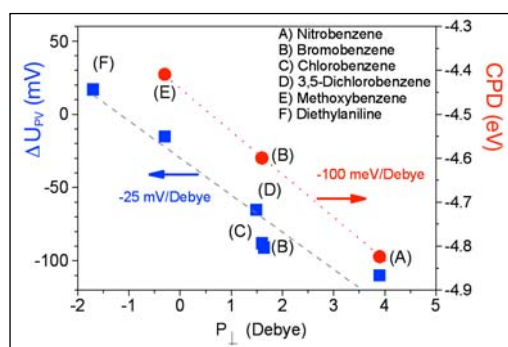 A) Nitrobenzene
B) Bromobenzene
C) Chlorobenzene
D) 3,5-Dichlorobenzene
E) Methoxybenzene
F) Diethylaniline
(F)
(E)
(B)
(D)
(C)
(B)
(A)
-25 mV/Debye
-100 meV/Debye
ΔU_PV (mV)
50
0
-50
-100
CPD (eV)
-4.3
-4.4
-4.5
-4.6
-4.7
-4.8
-4.9
-2 -1 0 1 2 3 4 5
P⊥ (Debye)